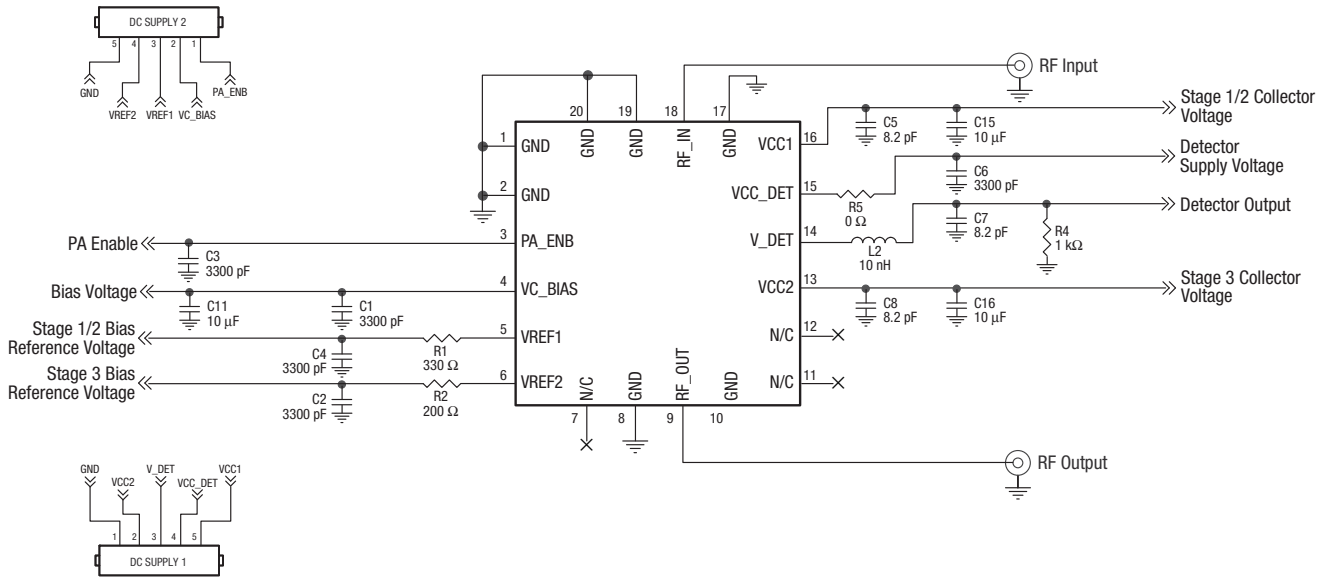 DC SUPPLY 2
5 4 3 2 1
GND
VREF2
VREF1
VC_BIAS
PA_ENB
RF Input
20 19 18 17
GND GND RF_IN GND
1 GND
2 GND
3 PA_ENB
4 VC_BIAS
5 VREF1
6 VREF2
VCC1 16
VCC_DET 15
V_DET 14
VCC2 13
N/C 12
N/C 11
N/C GND RF_OUT GND
7 8 9 10
C5
8.2 pF
C15
10 μF
Stage 1/2 Collector
Voltage
R5
0 Ω
C6
3300 pF
Detector
Supply Voltage
L2
10 nH
C7
8.2 pF
R4
1 kΩ
Detector Output
C8
8.2 pF
C16
10 μF
Stage 3 Collector
Voltage
PA Enable
C3
3300 pF
Bias Voltage
C11
10 μF
C1
3300 pF
Stage 1/2 Bias
Reference Voltage
C4
3300 pF
R1
330 Ω
Stage 3 Bias
Reference Voltage
C2
3300 pF
R2
200 Ω
RF Output
GND
VCC2
V_DET
VCC_DET
VCC1
1 2 3 4 5
DC SUPPLY 1